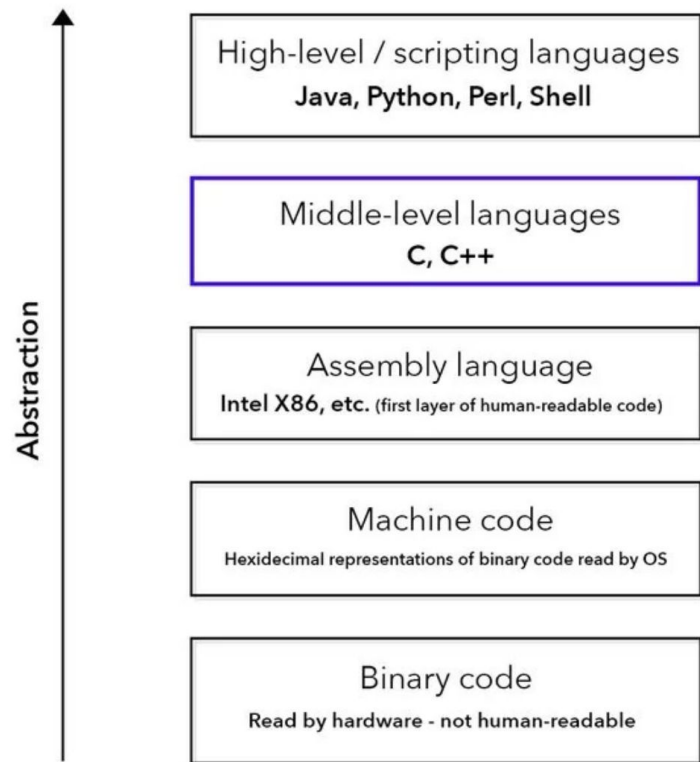 High-level / scripting languages
Java, Python, Perl, Shell
Middle-level languages
C, C++
Abstraction
Assembly language
Intel X86, etc. (first layer of human-readable code)
Machine code
Hexidecimal representations of binary code read by OS
Binary code
Read by hardware - not human-readable